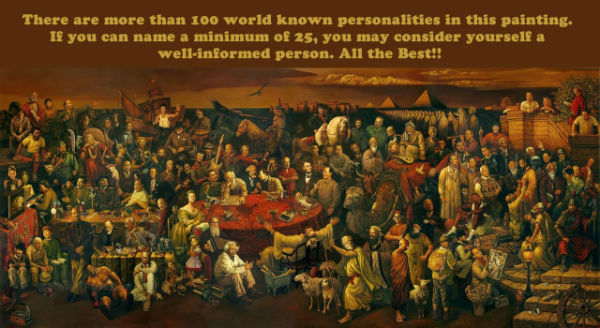 There are more than 100 world known personalities in this painting.
If you can name a minimum of 25, you may consider yourself a
well-informed person. All the Best!!